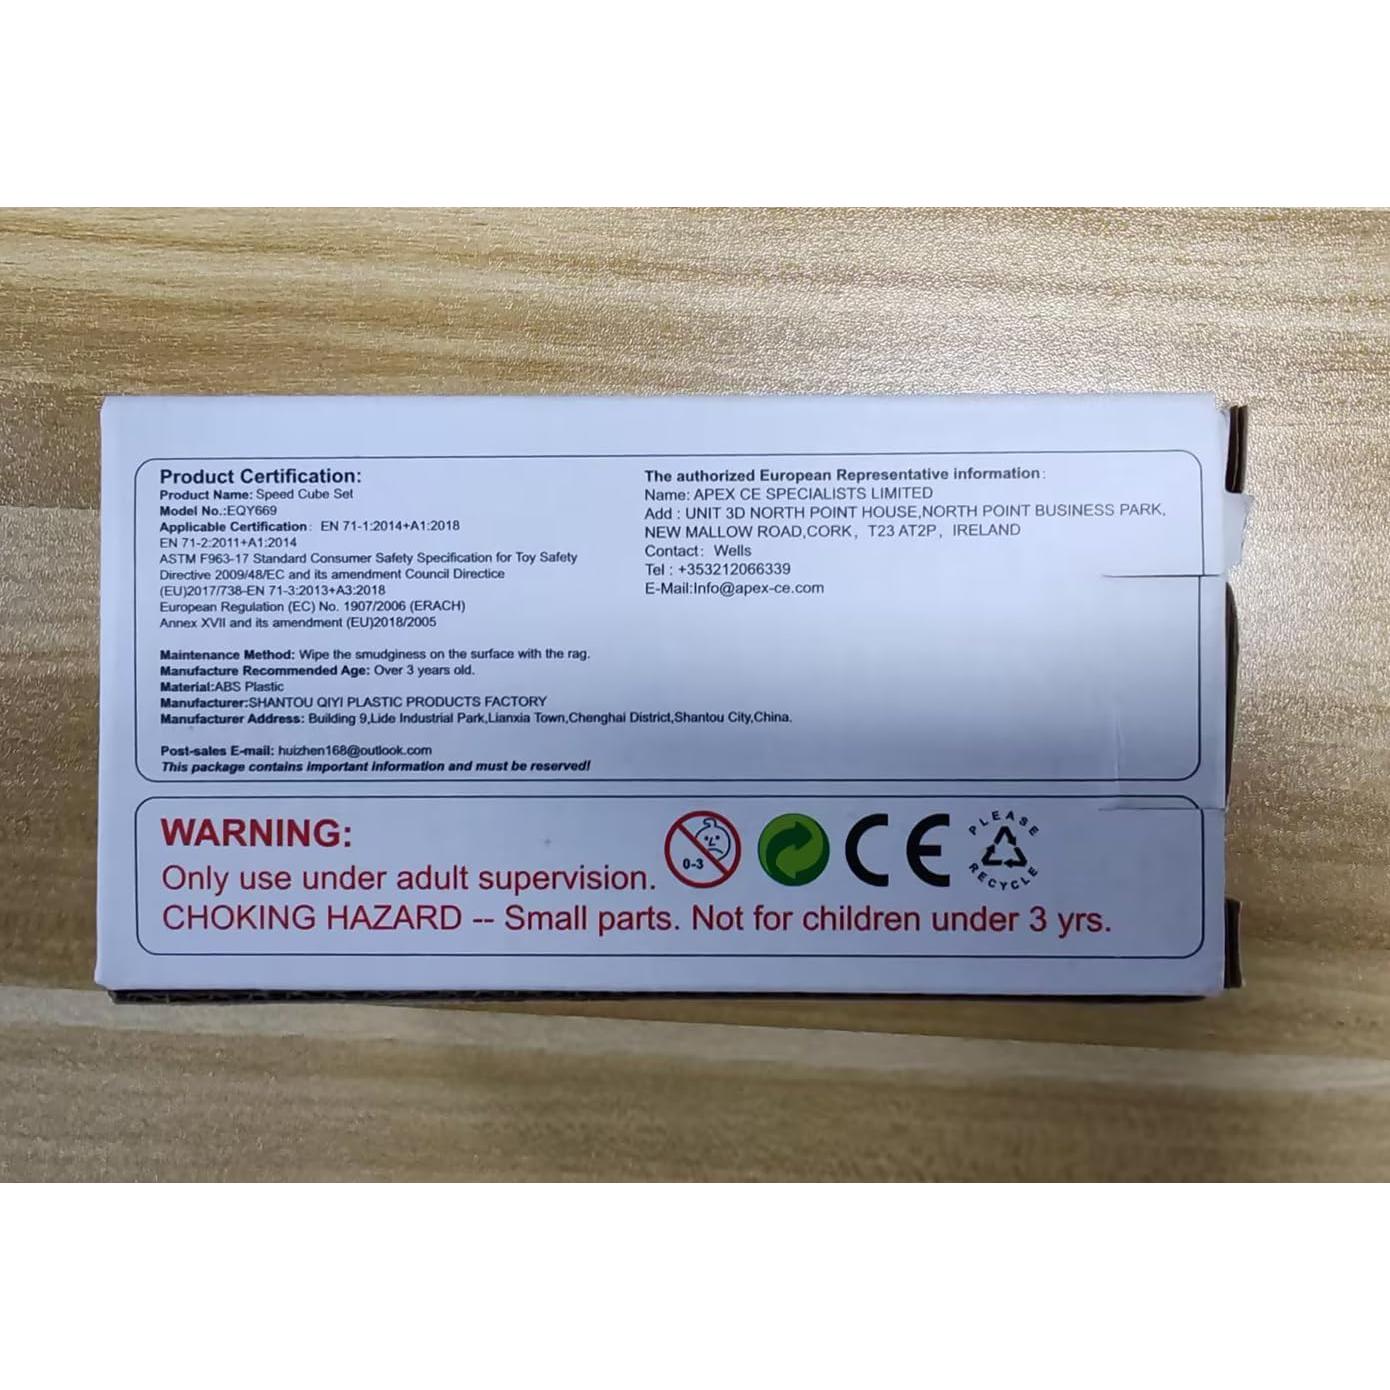 Product Certification:
Product Name: Speed Cube Set
Model No.:EQY669
Applicable Certification: EN 71-1:2014+A1:2018
EN 71-2:2011+A1:2014
ASTM F963-17 Standard Consumer Safety Specification for Toy Safety
Directive 2009/48/EC and its amendment Council Directive
(EU)2017/738-EN 71-3:2013+A3:2018
European Regulation (EC) No. 1907/2006 (ERACH)
Annex XVII and its amendment (EU)2018/2005
Maintenance Method: Wipe the smudginess on the surface with the rag.
Manufacture Recommended Age: Over 3 years old.
Material:ABS Plastic
Manufacturer:SHANTOU QIYI PLASTIC PRODUCTS FACTORY
Manufacturer Address: Building 9,Lide Industrial Park,Lianxia Town,Chenghai District,Shantou City,China.
Post-sales E-mail: huizhen168@outlook.com
This package contains important information and must be reserved!
The authorized European Representative information:
Name: APEX CE SPECIALISTS LIMITED
Add : UNIT 3D NORTH POINT HOUSE,NORTH POINT BUSINESS PARK,
NEW MALLOW ROAD,CORK, T23 AT2P, IRELAND
Contact: Wells
Tel : +353212066339
E-Mail:Info@apex-ce.com
WARNING:
Only use under adult supervision.
CHOKING HAZARD -- Small parts. Not for children under 3 yrs.
0-3
CE
PLEASE
RECYCLE